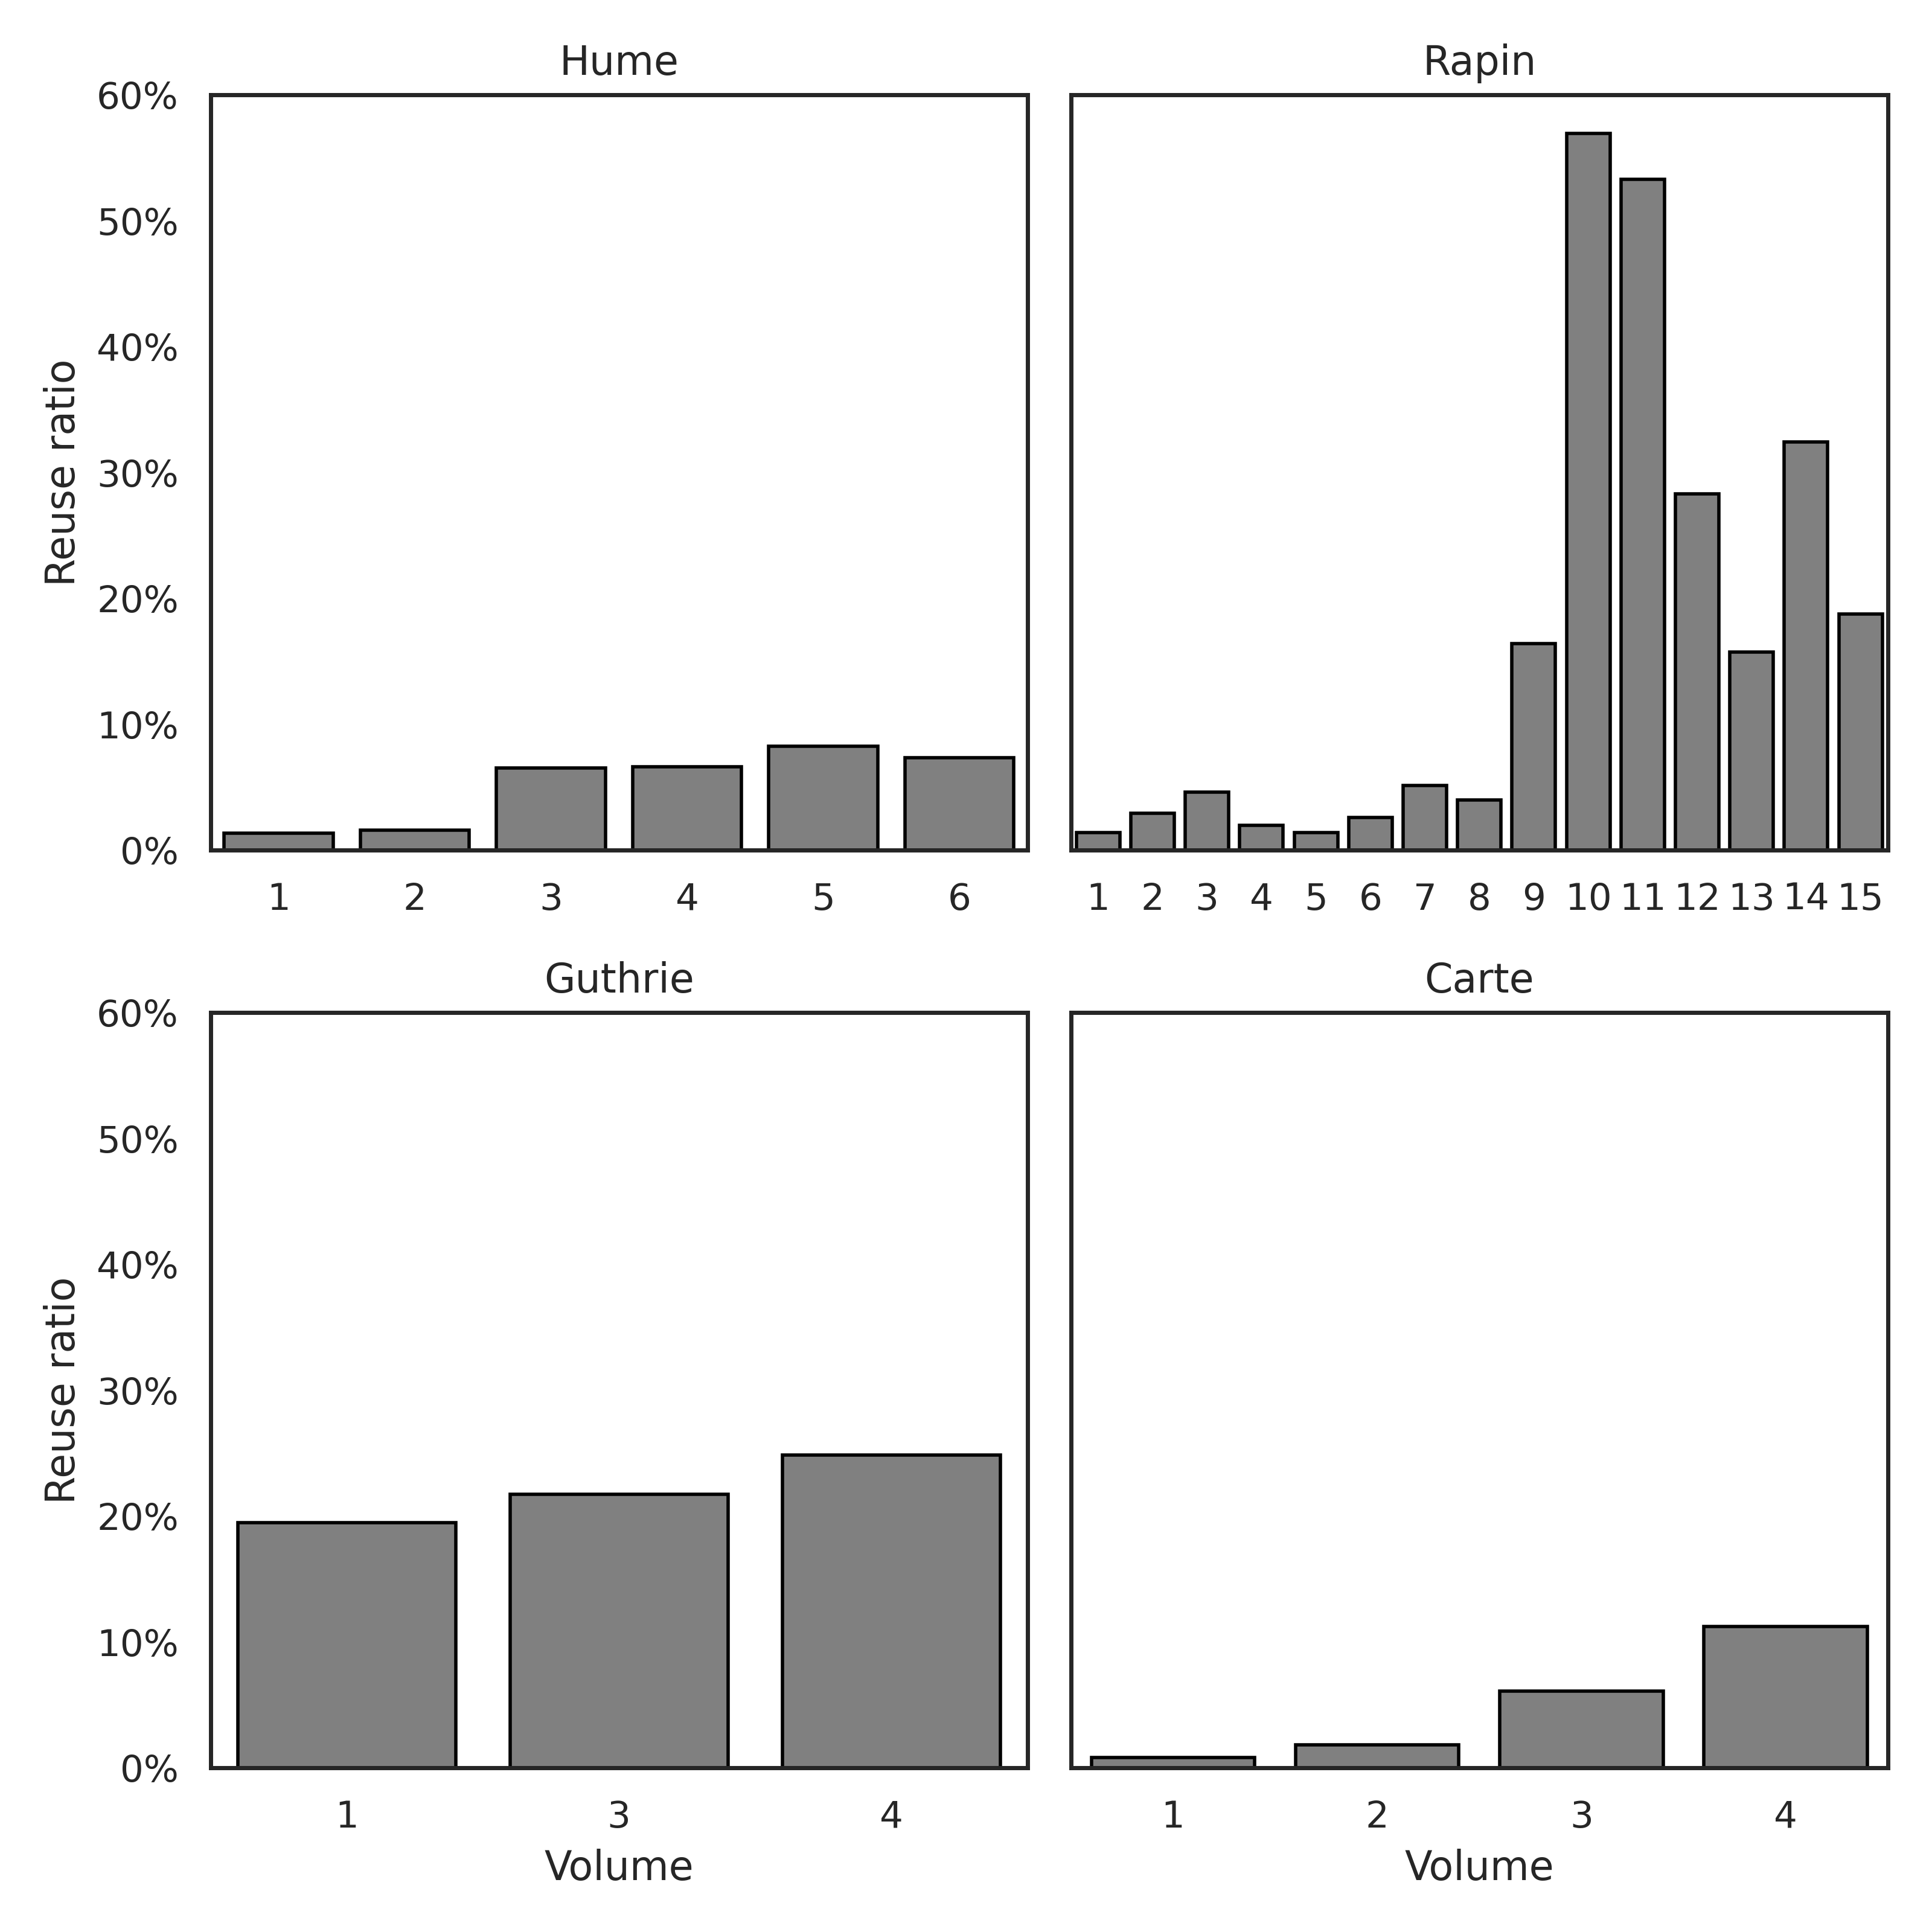 Hume
Rapin
60%
50%
40%
30%
20%
10%
0%
Reuse ratio
1 2 3 4 5 6
1 2 3 4 5 6 7 8 9 10 11 12 13 14 15
Guthrie
Carte
60%
50%
40%
30%
20%
10%
0%
Reuse ratio
1 3 4
Volume
1 2 3 4
Volume